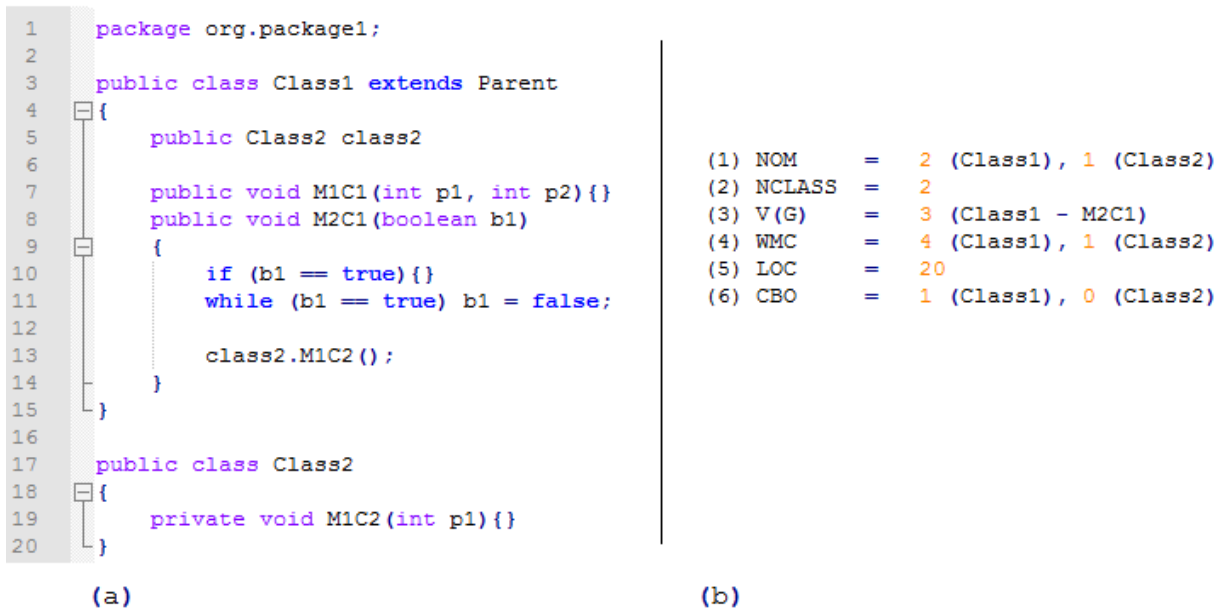 1 package org.package1;
2
3 public class Class1 extends Parent
4 {
5 public Class2 class2
6
7 public void M1C1(int p1, int p2){}
8 public void M2C1(boolean b1)
9 {
10 if (b1 == true){}
11 while (b1 == true) b1 = false;
12
13 class2.M1C2();
14 }
15 }
16
17 public class Class2
18 {
19 private void M1C2(int p1){}
20 }
(a)
(1) NOM = 2 (Class1), 1 (Class2)
(2) NCLASS = 2
(3) V(G) = 3 (Class1 - M2C1)
(4) WMC = 4 (Class1), 1 (Class2)
(5) LOC = 20
(6) CBO = 1 (Class1), 0 (Class2)
(b)